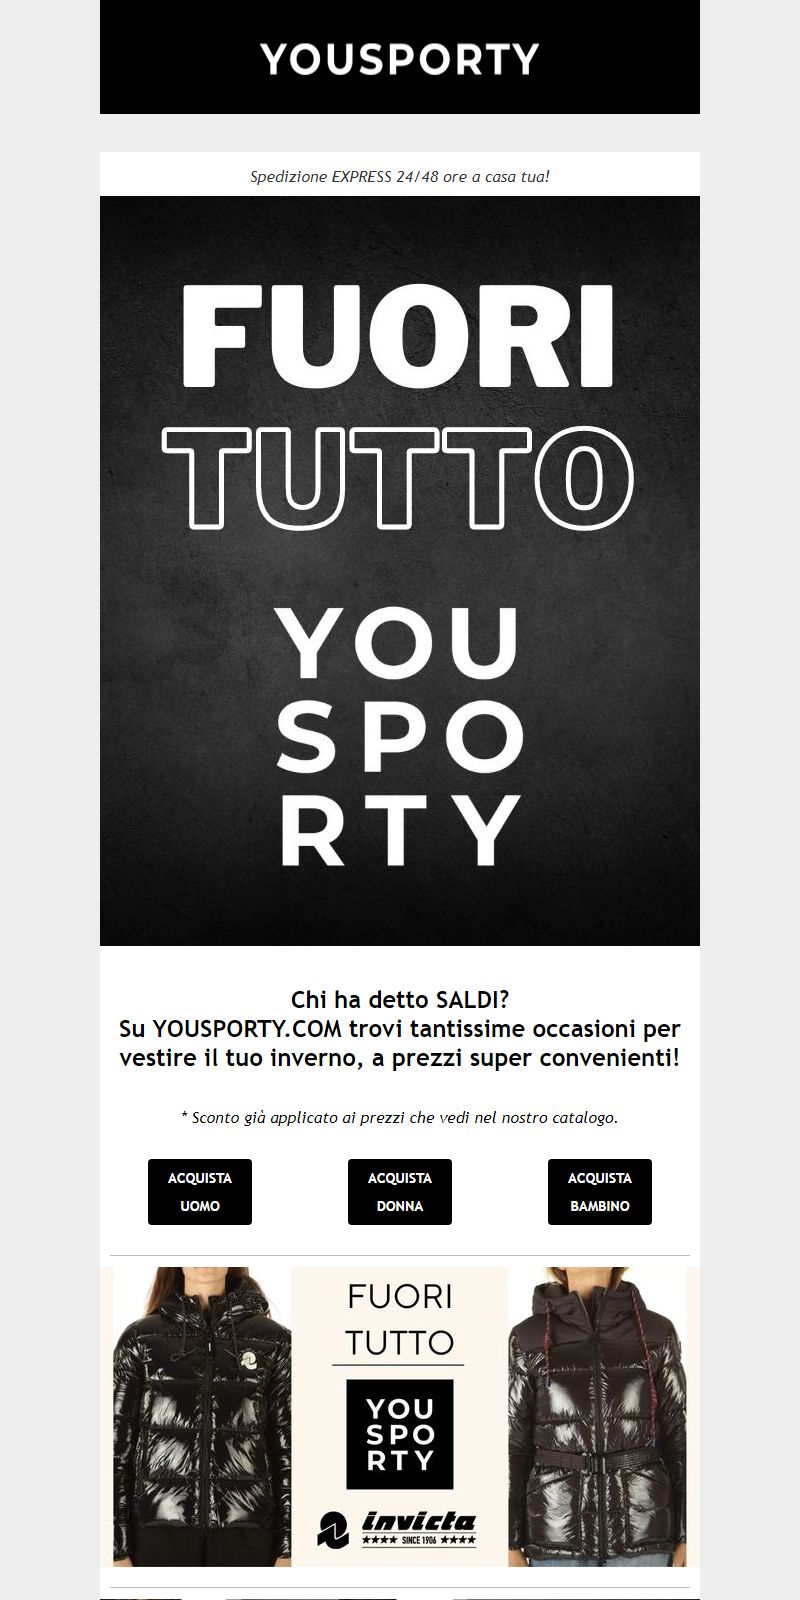 YOUSPORTY
Spedizione EXPRESS 24/48 ore a casa tua!
FUORI
TUTTO
YOU
SPO
RTY
Chi ha detto SALDI?
Su YOUSPORTY.COM trovi tantissime occasioni per
vestire il tuo inverno, a prezzi super convenienti!
* Sconto già applicato ai prezzi che vedi nel nostro catalogo.
ACQUISTA
UOMO
ACQUISTA
DONNA
ACQUISTA
BAMBINO
FUORI
TUTTO
YOU
SPO
RTY
invicta
★★★★ SINCE 1906 ★★★★